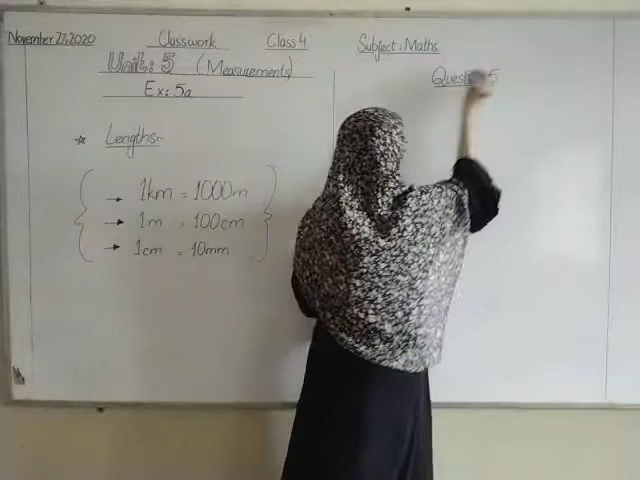 November 27, 2020 Classwork Class 4 Subject: Maths
Unit: 5 (Measurements)
Ex: 5a
* Lengths:-
→ 1km = 1000m
→ 1m = 100cm
→ 1cm = 10mm
5